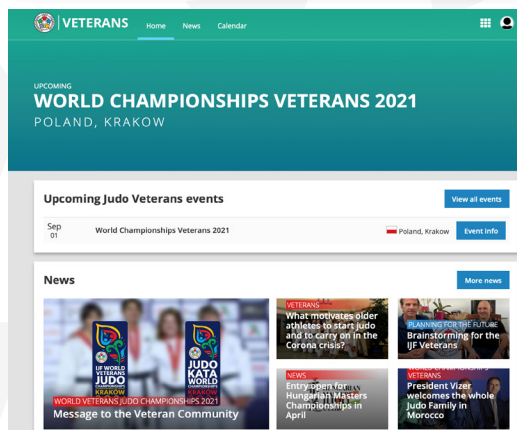 VETERANS
Home News Calendar
UPCOMING
WORLD CHAMPIONSHIPS VETERANS 2021
POLAND, KRAKOW
Upcoming Judo Veterans events
View all events
Sep
01
World Championships Veterans 2021
Poland, Krakow
Event info
News
More news
IJF WORLD
VETERANS
JUDO
CHAMPIONSHIPS
KRAKÓW
JUDO
KATA
WORLD
CHAMPIONSHIPS
KRAKÓW
WORLD VETERANS JUDO CHAMPIONSHIPS 2021
Message to the Veteran Community
VETERANS
What motivates older
athletes to start judo
and to carry on in the
Corona crisis?
PLANNING FOR THE FUTURE
Brainstorming for the
IJF Veterans
NEWS
Entry open for
Hungarian Masters
Championships in
April
WORLD CHAMPIONSHIPS
VETERANS
President Vizer
welcomes the whole
Judo Family in
Morocco